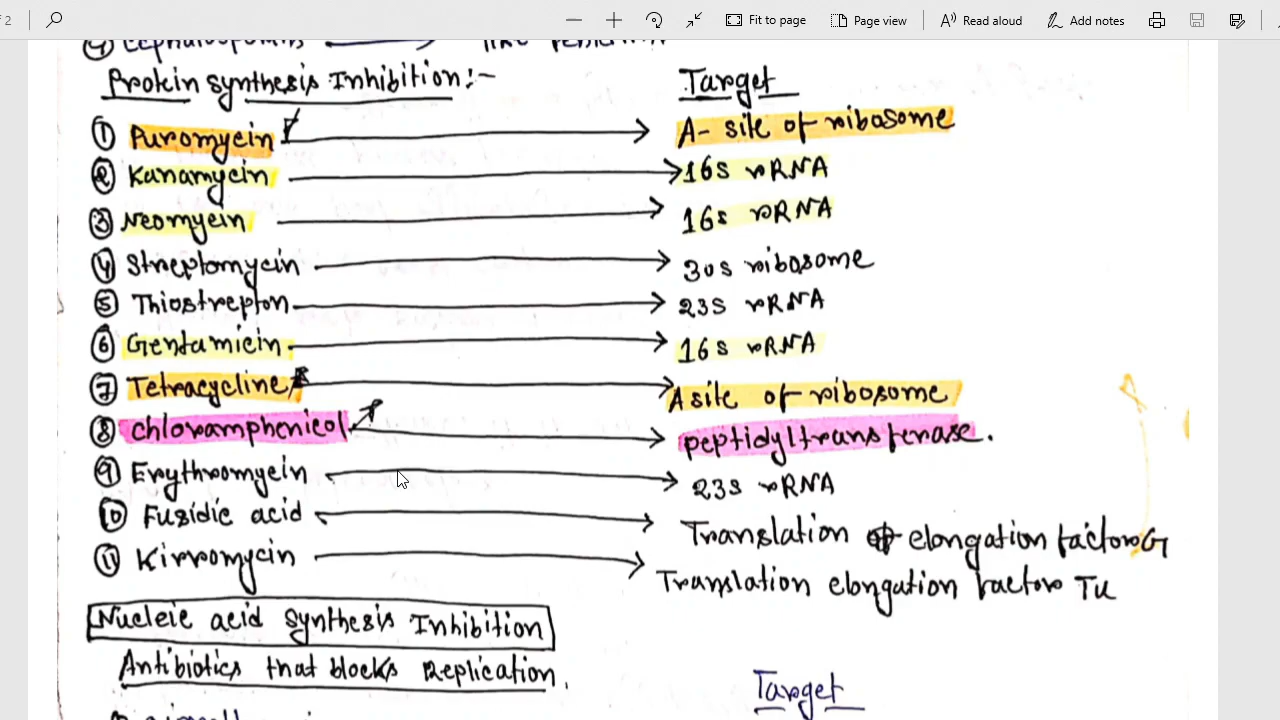 2
Fit to page
Page view
A Read aloud
Add notes
④ Cephalosporins
Protein synthesis Inhibition:-
Target
① Puromycin → A- site of ribosome
② Kanamycin → 16s rRNA
③ Neomycin → 16s rRNA
④ Streptomycin → 30s ribosome
⑤ Thiostrepton → 23S rRNA
⑥ Gentamicin → 16s rRNA
⑦ Tetracycline → A site of ribosome
⑧ chloramphenicol → peptidyltransferase.
⑨ Erythromycin → 23s rRNA
⑩ Fusidic acid → Translation elongation factor G
⑪ Kirromycin → Translation elongation factor Tu
Nucleic acid synthesis Inhibition
Antibiotics that blocks Replication.
Target